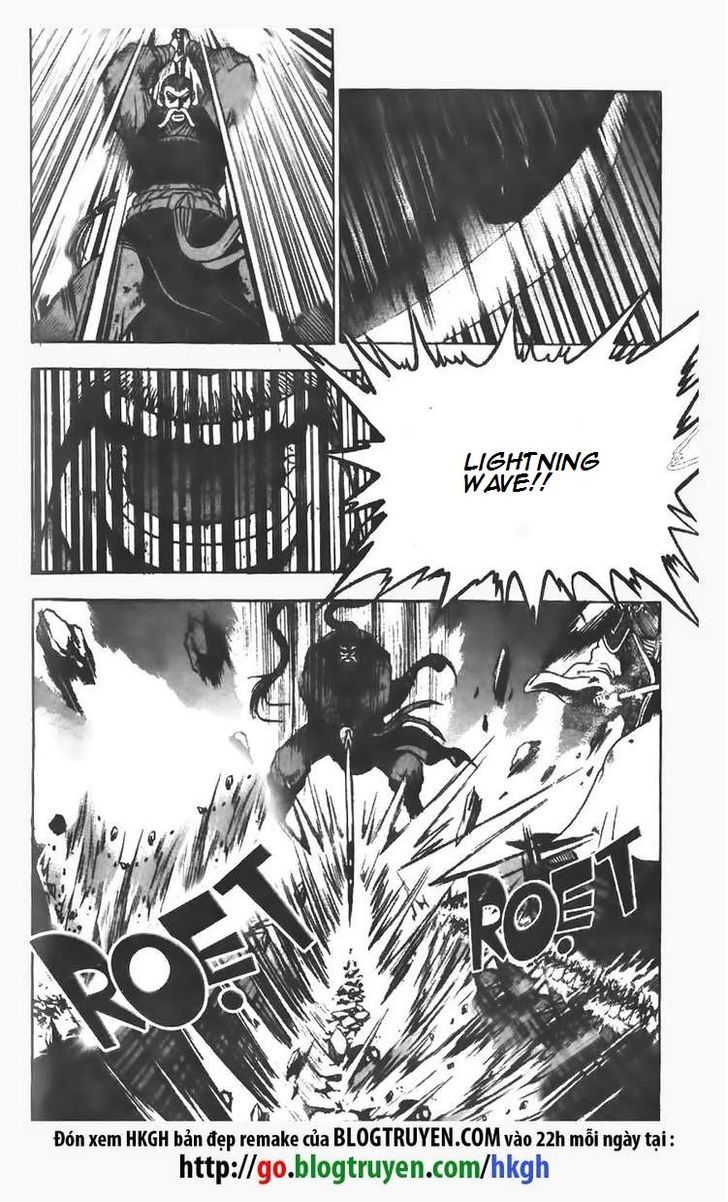 LIGHTNING
WAVE!!
ROẸT
ROẸT
Đón xem HKGH bản đẹp remake của BLOGTRUYEN.COM vào 22h mỗi ngày tại :
http://go.blogtruyen.com/hkgh